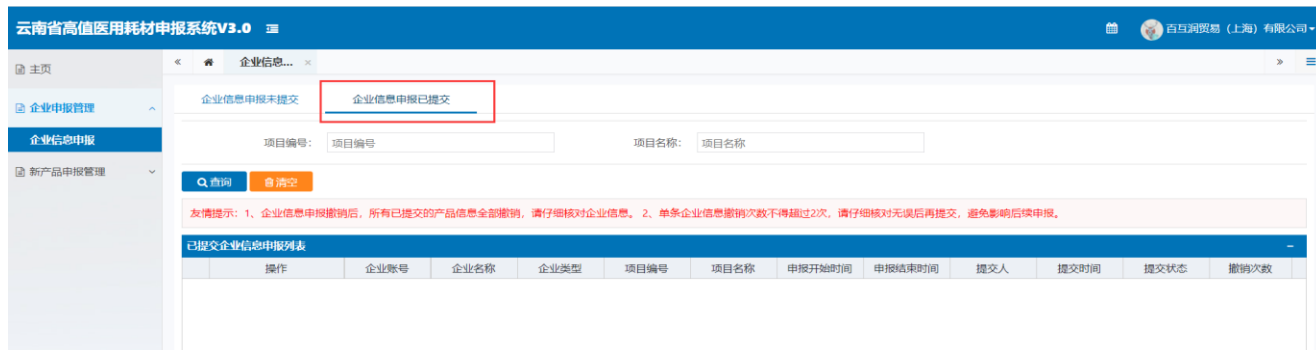 云南省高值医用耗材申报系统V3.0 百互润贸易（上海）有限公司
主页 企业信息...
企业信息申报未提交 企业信息申报已提交
企业申报管理
企业信息申报 项目编号： 项目编号 项目名称： 项目名称
新产品申报管理 查询 清空
友情提示：1、企业信息申报撤销后，所有已提交的产品信息全部撤销，请仔细核对企业信息。 2、单条企业信息撤销次数不得超过2次，请仔细核对无误后再提交，避免影响后续申报。
已提交企业信息申报列表
操作 企业账号 企业名称 企业类型 项目编号 项目名称 申报开始时间 申报结束时间 提交人 提交时间 提交状态 撤销次数